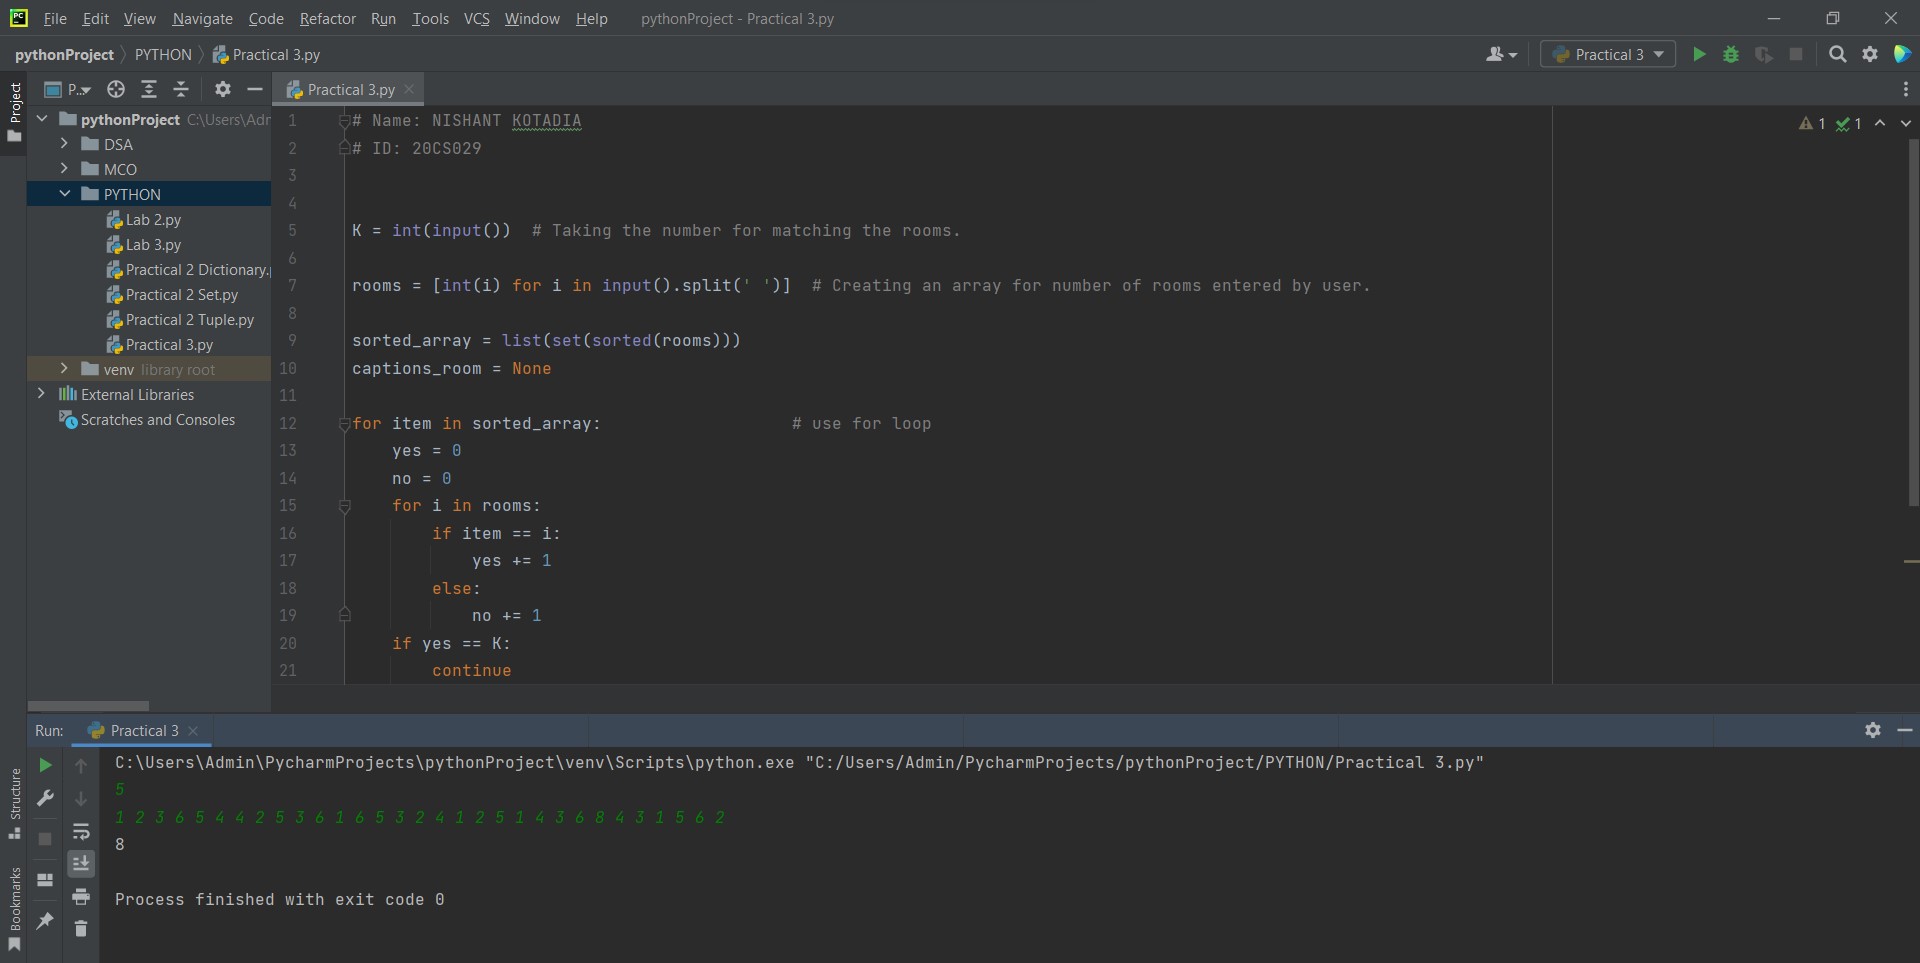 File Edit View Navigate Code Refactor Run Tools VCS Window Help pythonProject - Practical 3.py
pythonProject PYTHON Practical 3.py Practical 3
Project
P... Practical 3.py
pythonProject C:\Users\Adr
DSA
MCO
PYTHON
Lab 2.py
Lab 3.py
Practical 2 Dictionary.
Practical 2 Set.py
Practical 2 Tuple.py
Practical 3.py
venv library root
External Libraries
Scratches and Consoles
1 # Name: NISHANT KOTADIA
2 # ID: 20CS029
3
4
5 K = int(input())  # Taking the number for matching the rooms.
6
7 rooms = [int(i) for i in input().split(' ')]  # Creating an array for number of rooms entered by user.
8
9 sorted_array = list(set(sorted(rooms)))
10 captions_room = None
11
12 for item in sorted_array:                   # use for loop
13     yes = 0
14     no = 0
15     for i in rooms:
16         if item == i:
17             yes += 1
18         else:
19             no += 1
20     if yes == K:
21         continue
1 1
Run: Practical 3
C:\Users\Admin\PycharmProjects\pythonProject\venv\Scripts\python.exe "C:/Users/Admin/PycharmProjects/pythonProject/PYTHON/Practical 3.py"
5
1 2 3 6 5 4 4 2 5 3 6 1 6 5 3 2 4 1 2 5 1 4 3 6 8 4 3 1 5 6 2
8
Process finished with exit code 0
Structure
Bookmarks